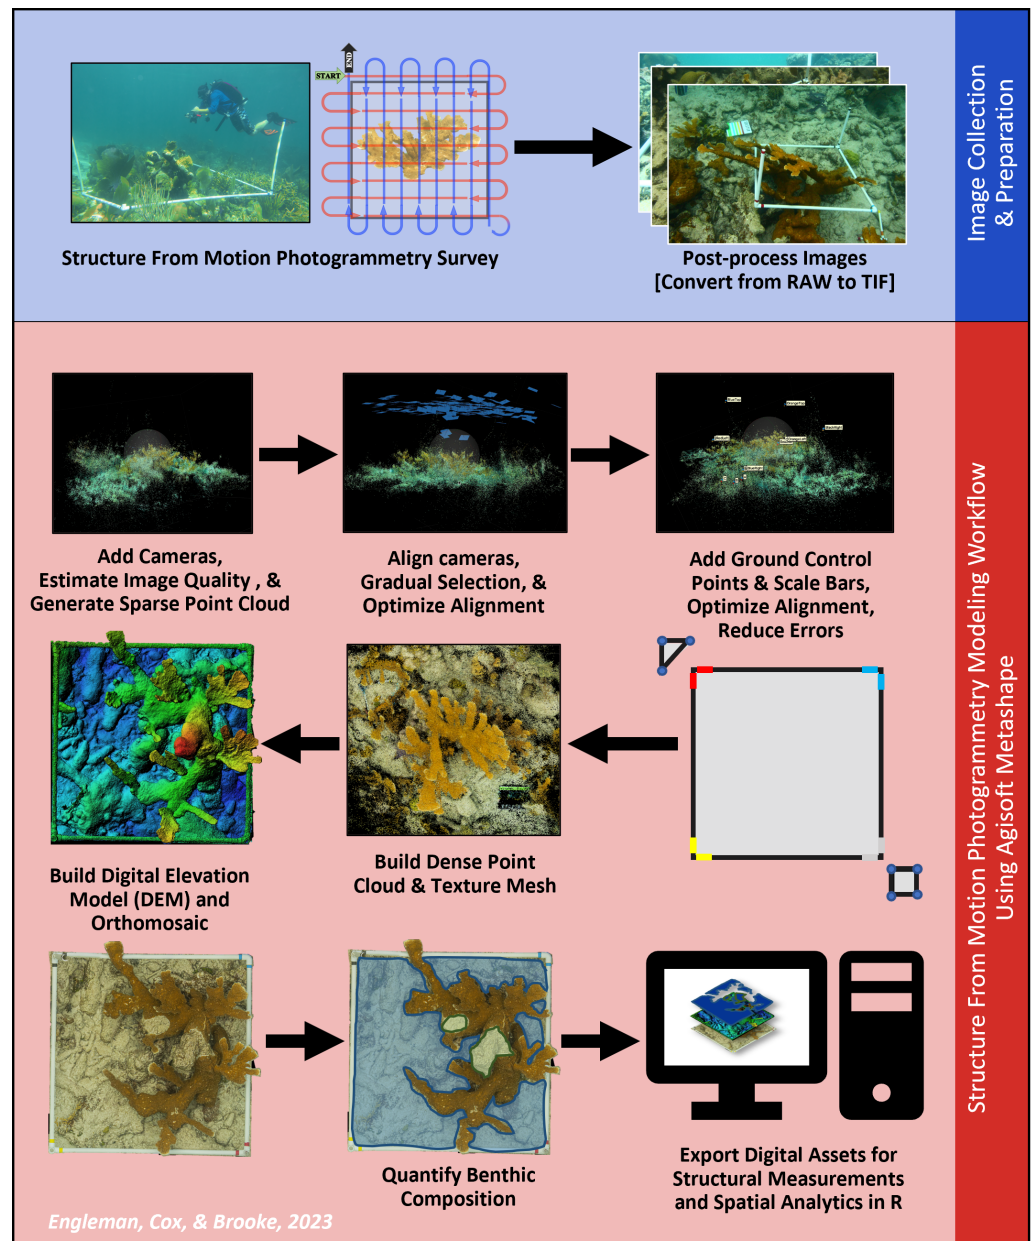 END
START
Structure From Motion Photogrammetry Survey
Post-process Images
[Convert from RAW to TIF]
Image Collection
& Preparation
Add Cameras,
Estimate Image Quality , &
Generate Sparse Point Cloud
Align cameras,
Gradual Selection, &
Optimize Alignment
Add Ground Control
Points & Scale Bars,
Optimize Alignment,
Reduce Errors
Build Digital Elevation
Model (DEM) and
Orthomosaic
Build Dense Point
Cloud & Texture Mesh
Quantify Benthic
Composition
Export Digital Assets for
Structural Measurements
and Spatial Analytics in R
Structure From Motion Photogrammetry Modeling Workflow
Using Agisoft Metashape
Engleman, Cox, & Brooke, 2023